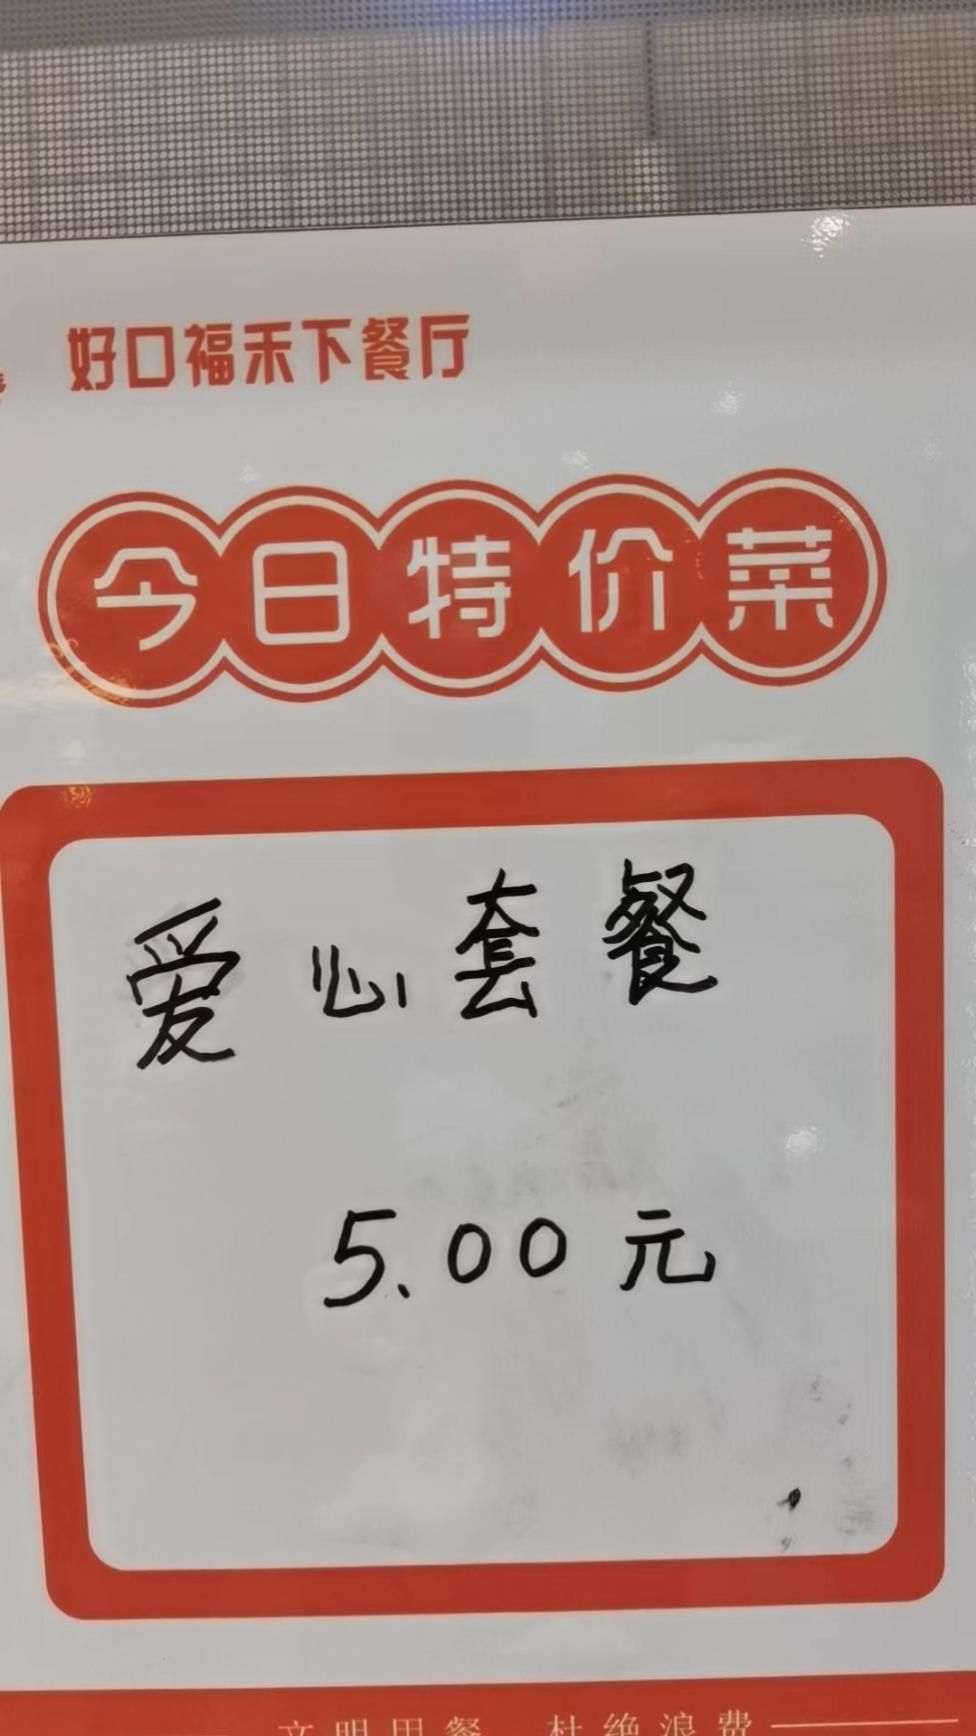 好口福禾下餐厅
今日特价菜
爱心套餐
5.00元
文明用餐 杜绝浪费